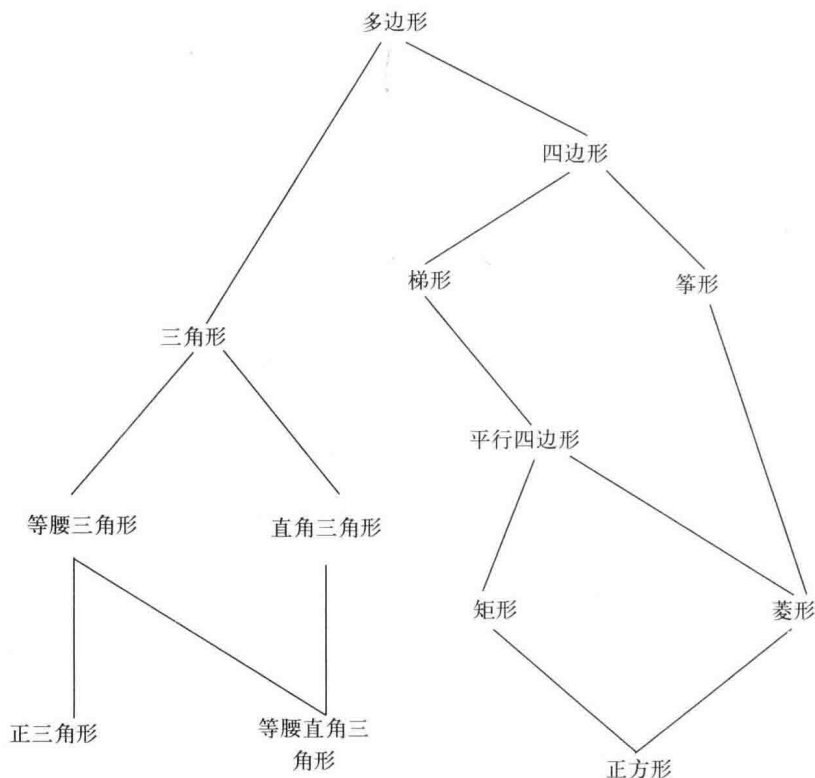 多边形
四边形
梯形
筝形
三角形
平行四边形
等腰三角形
直角三角形
矩形
菱形
正三角形
等腰直角三
角形
正方形